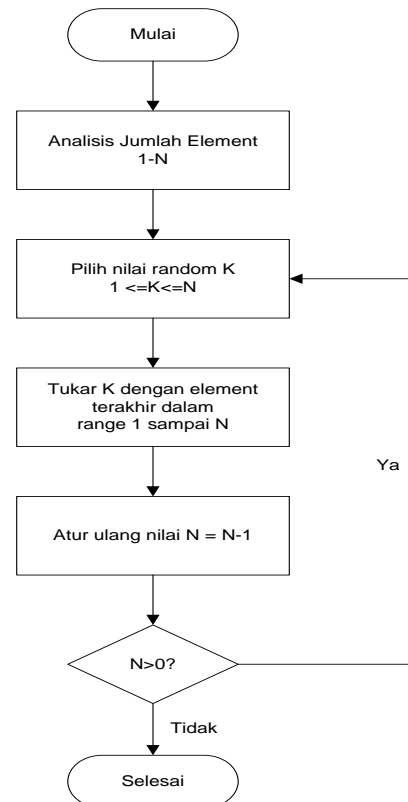 Mulai
Analisis Jumlah Element
1-N
Pilih nilai random K
1 <=K<=N
Tukar K dengan element
terakhir dalam
range 1 sampai N
Ya
Atur ulang nilai N = N-1
N>0?
Tidak
Selesai